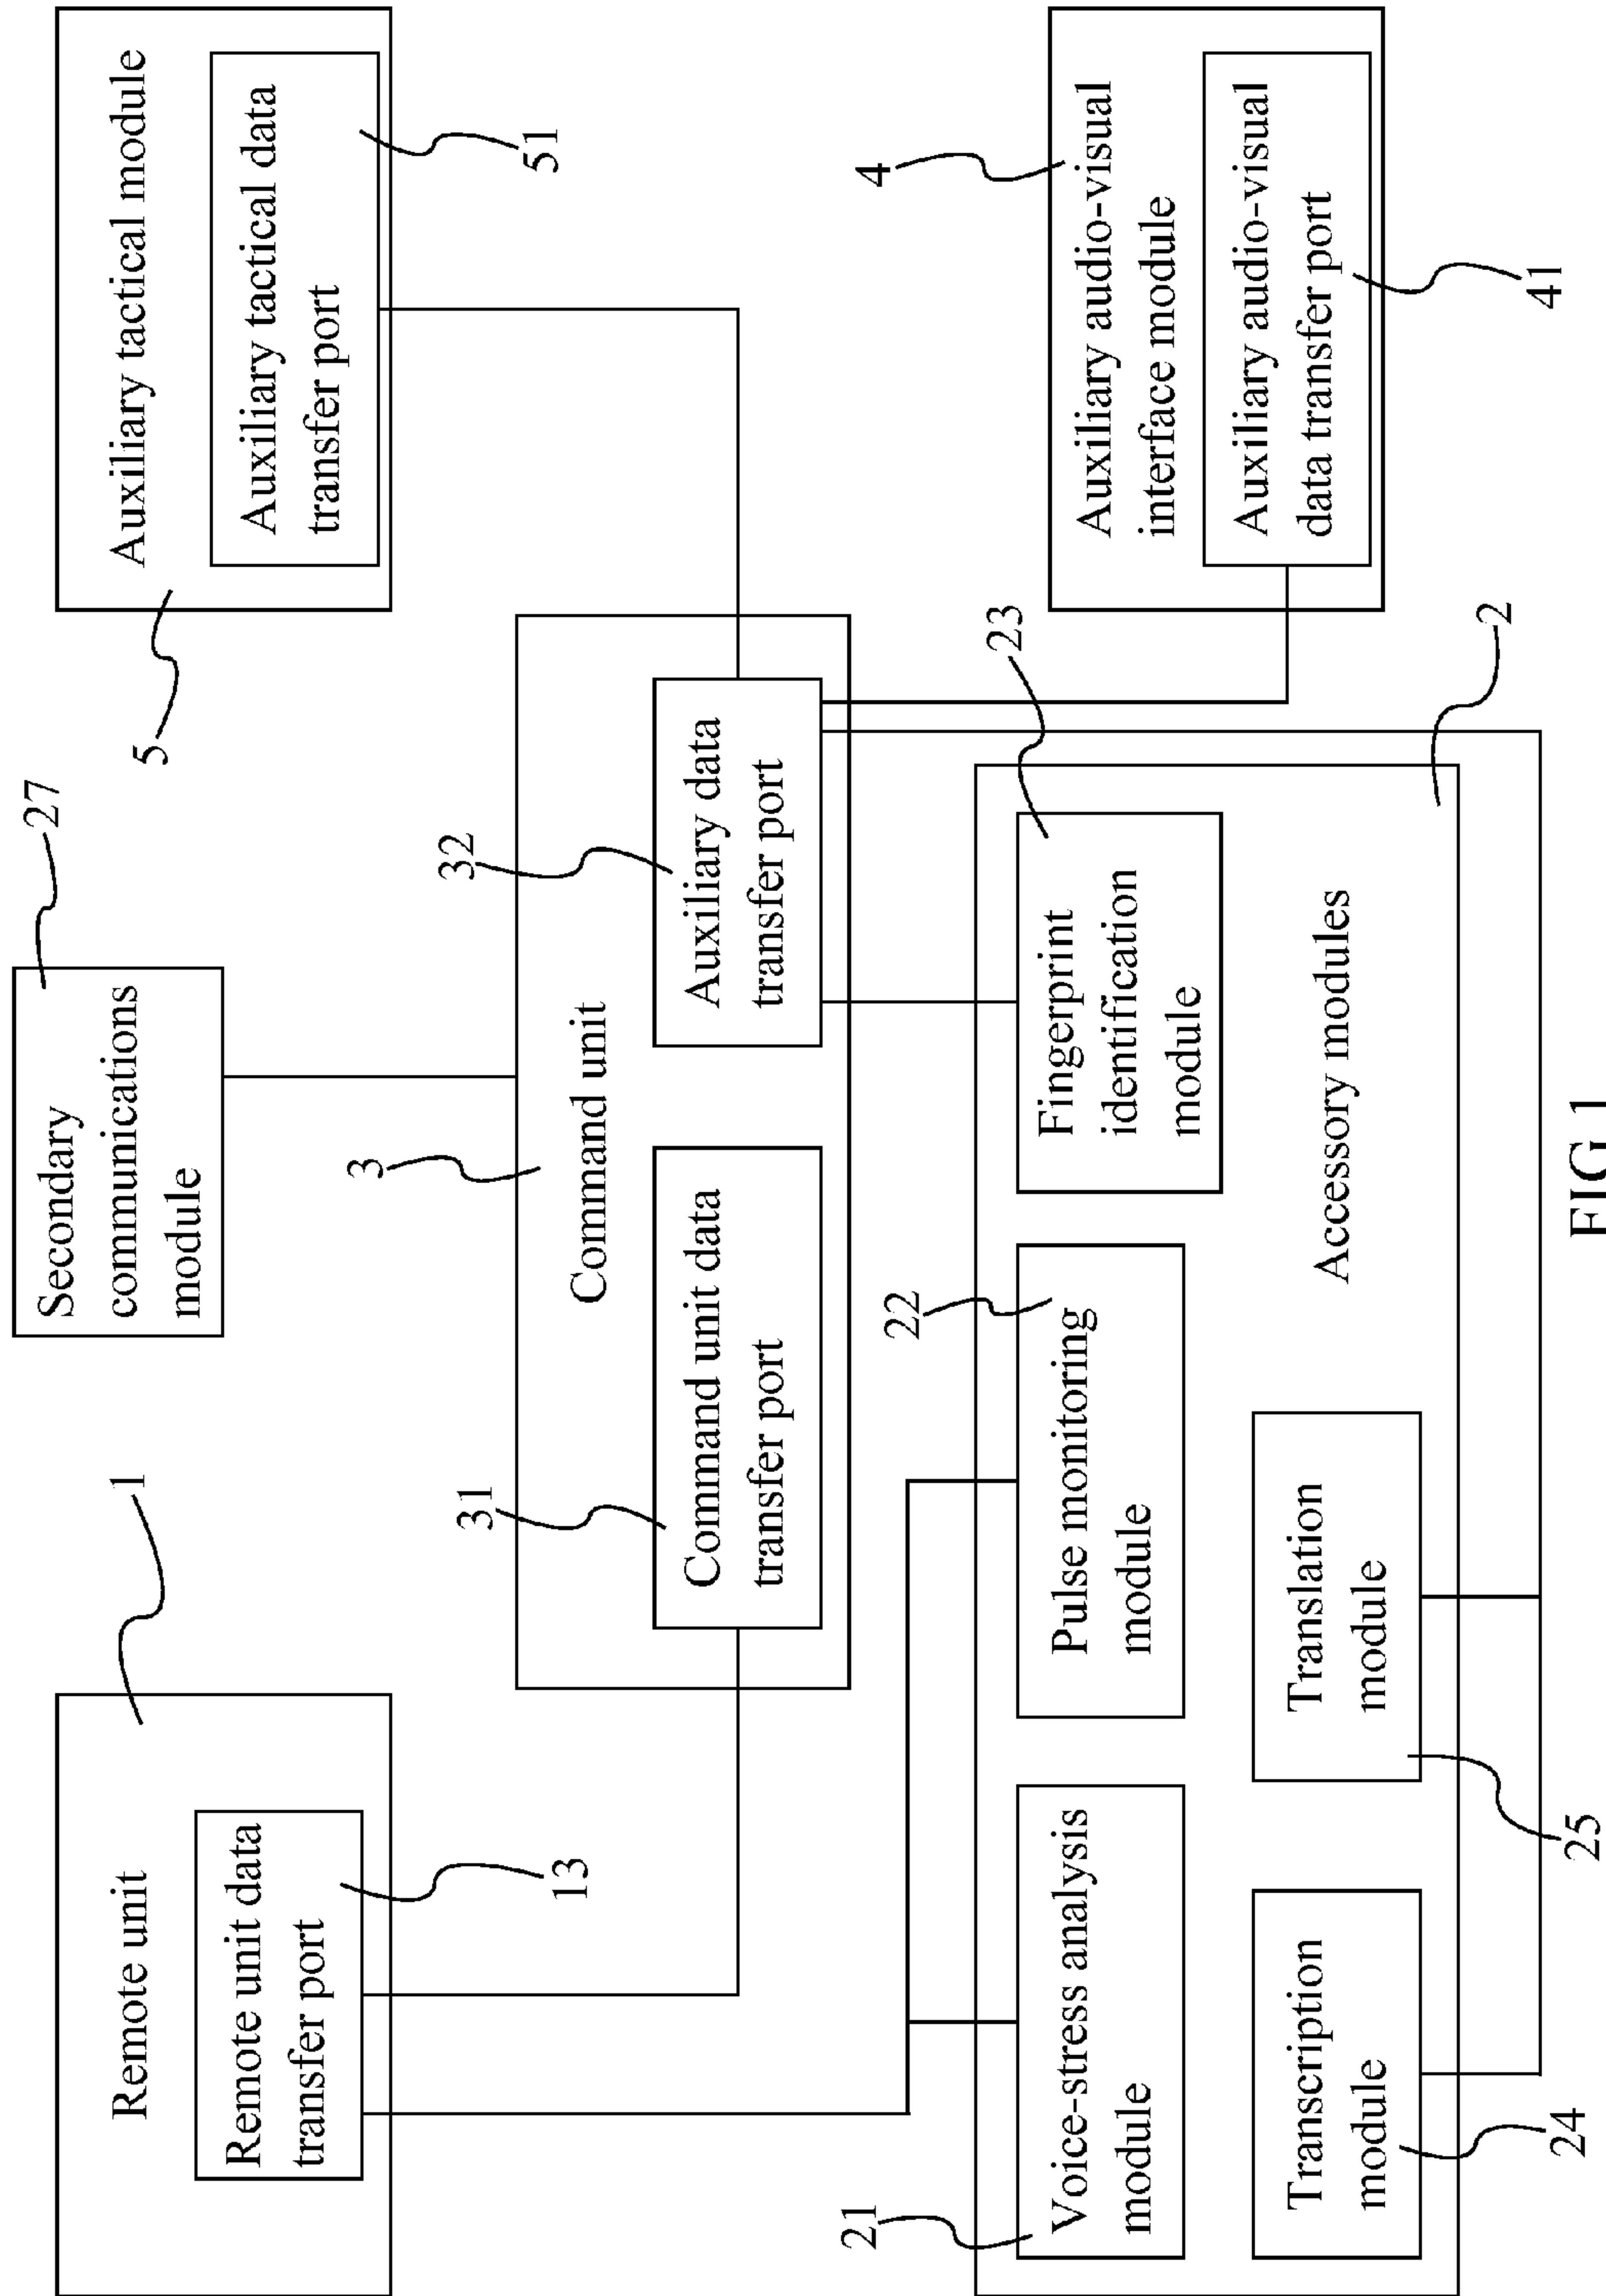 Remote unit
1
Remote unit data
transfer port
13
Secondary
communications
module
27
Auxiliary tactical module
5
Auxiliary tactical data
transfer port
51
3
Command unit
31
Command unit data
transfer port
32
Auxiliary data
transfer port
4
Auxiliary audio-visual
interface module
Auxiliary audio-visual
data transfer port
41
21
Voice-stress analysis
module
22
Pulse monitoring
module
23
Fingerprint
identification
module
Transcription
module
24
Translation
module
25
Accessory modules
2
FIG 1